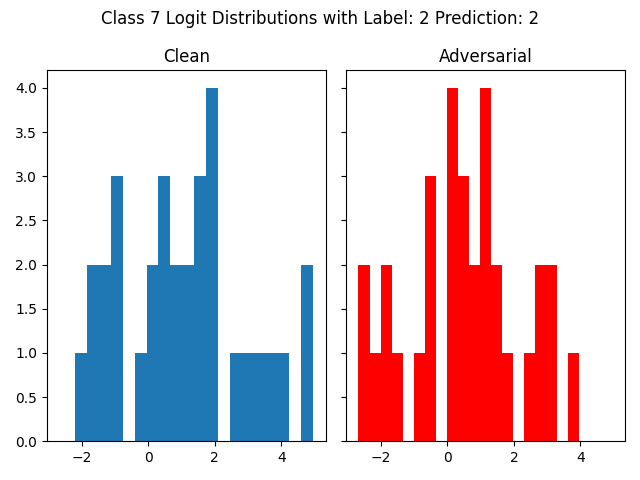 Class 7 Logit Distributions with Label: 2 Prediction: 2
Clean
Adversarial
4.0
3.5
3.0
2.5
2.0
1.5
1.0
0.5
0.0
−2 0 2 4
−2 0 2 4